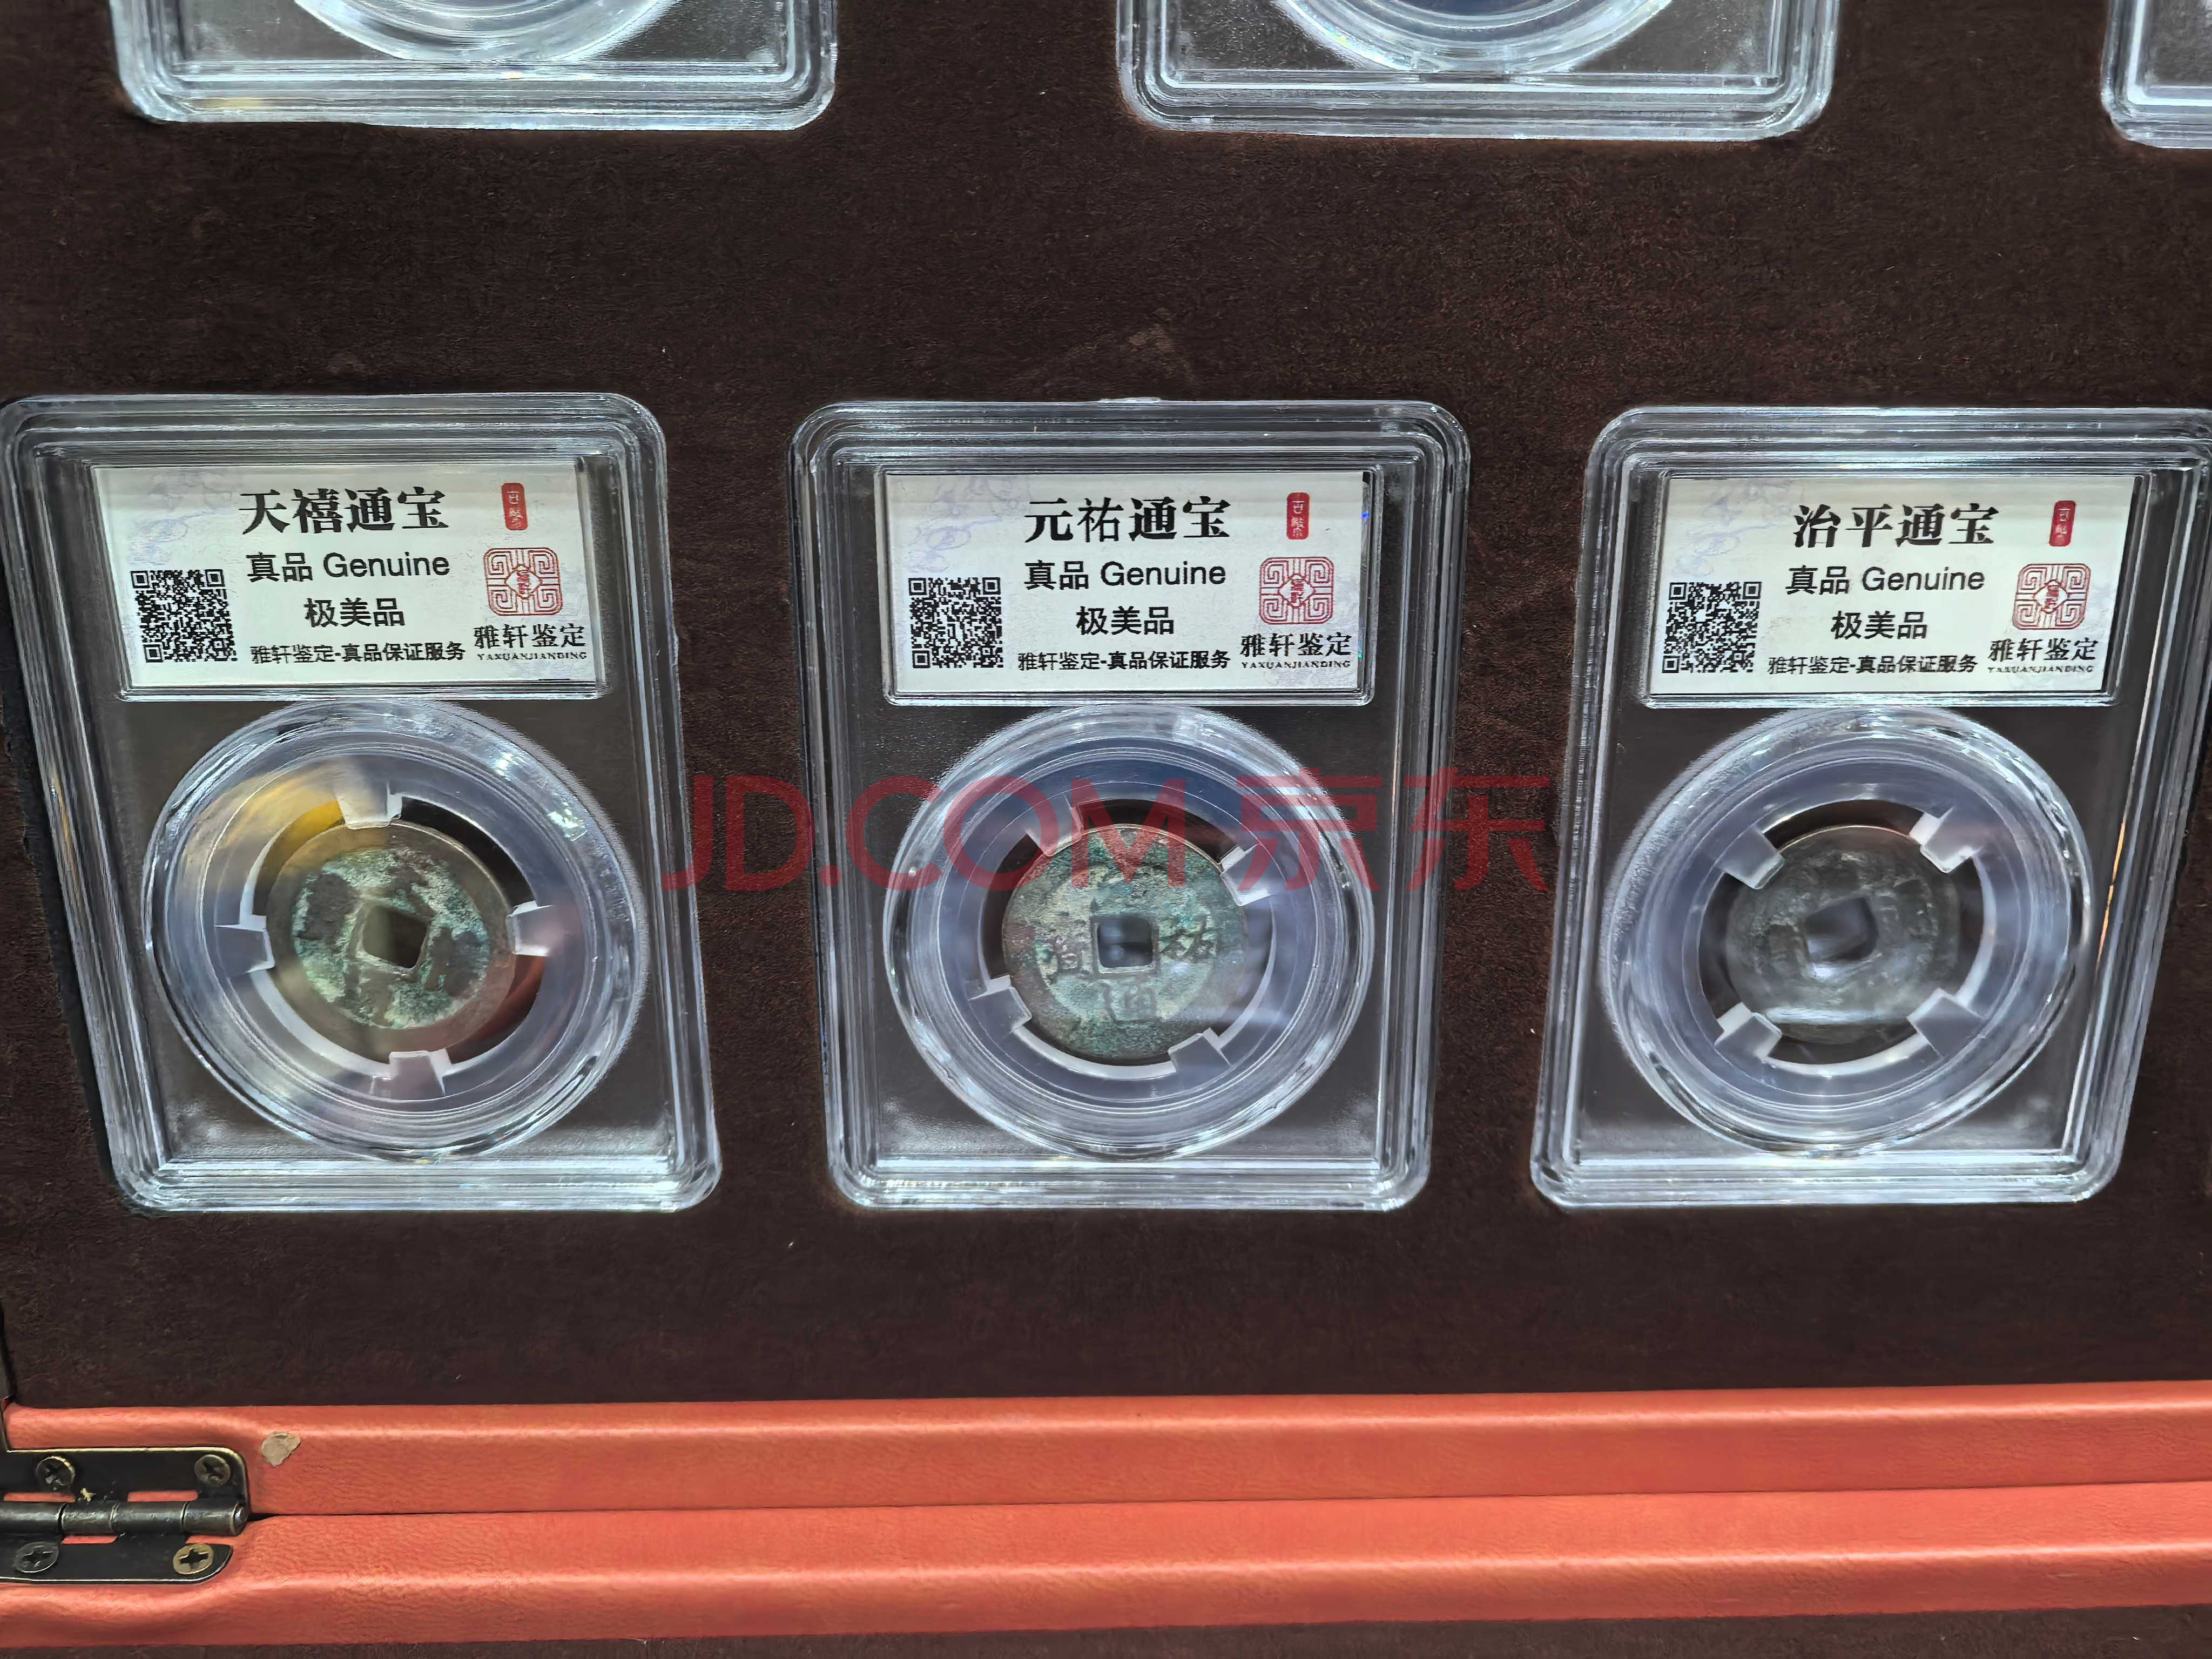 天禧通宝
真品 Genuine
极美品
雅轩鉴定-真品保证服务
雅轩鉴定
YAXUANJIANDING
元祐通宝
真品 Genuine
极美品
雅轩鉴定-真品保证服务
雅轩鉴定
YAXUANJIANDING
治平通宝
真品 Genuine
极美品
雅轩鉴定-真品保证服务
雅轩鉴定
YAXUANJIANDING
JD.COM 京东
祐
通